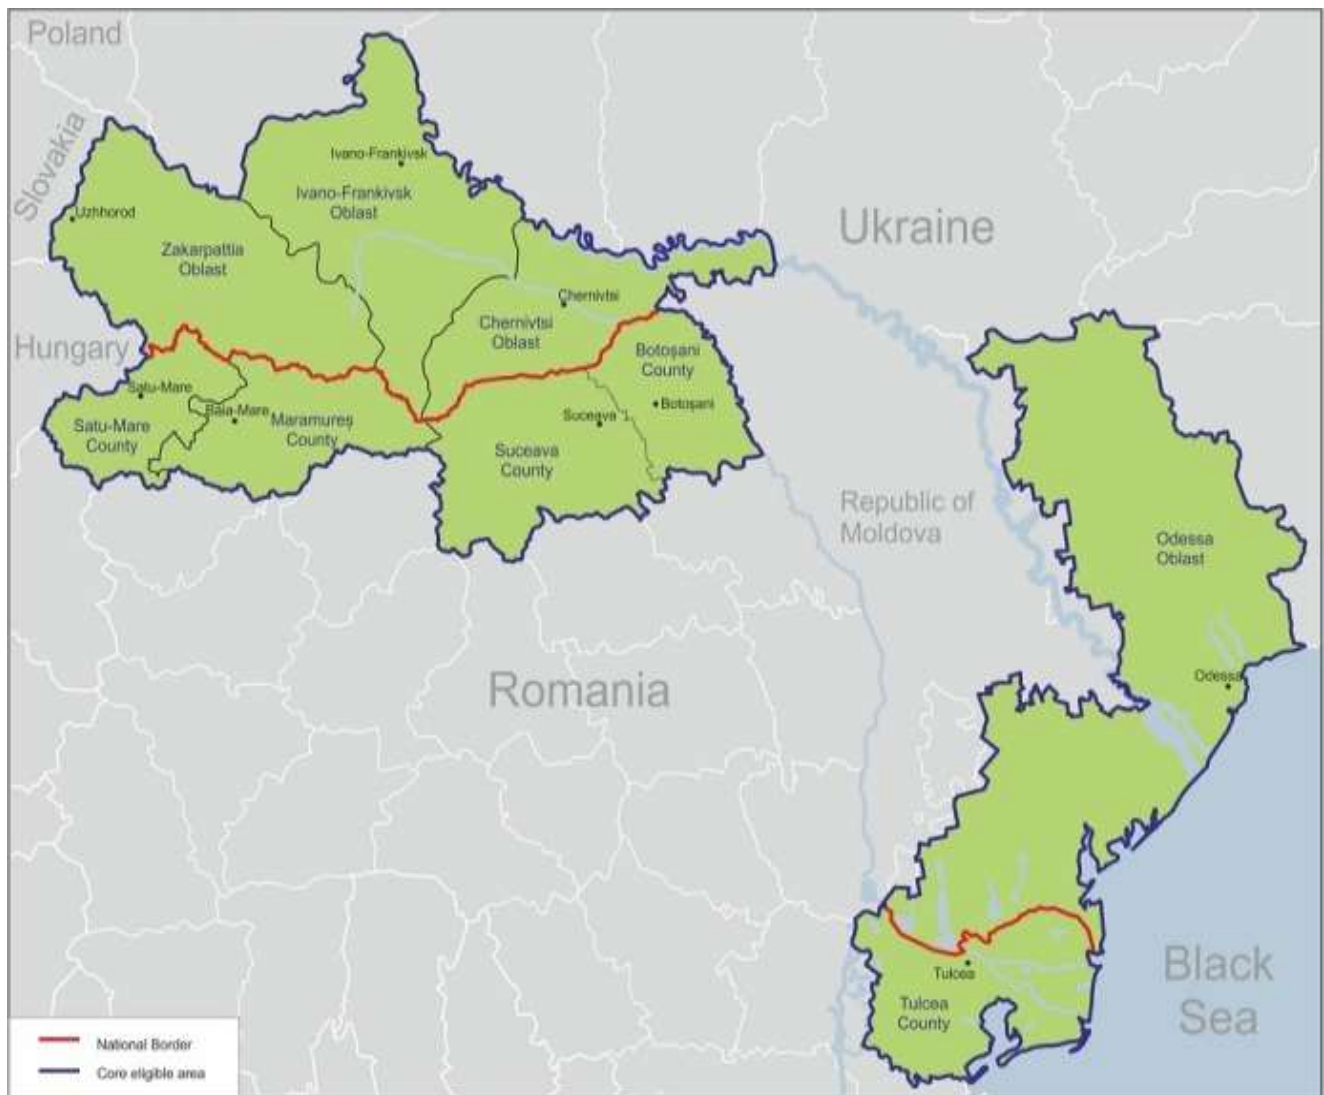 Poland
Slovakia
Ivano-Frankivsk
Ivano-Frankivsk
Oblast
Uzhhorod
Ukraine
Zakarpattia
Oblast
Chernivtsi
Chernivtsi
Oblast
Hungary
Botoșani
County
Satu-Mare
Baia-Mare
Botoșani
Maramureș
County
Suceava
Satu-Mare
County
Suceava
County
Republic of
Moldova
Odessa
Oblast
Romania
Odessa
Black
Sea
Tulcea
Tulcea
County
National Border
Core eligible area